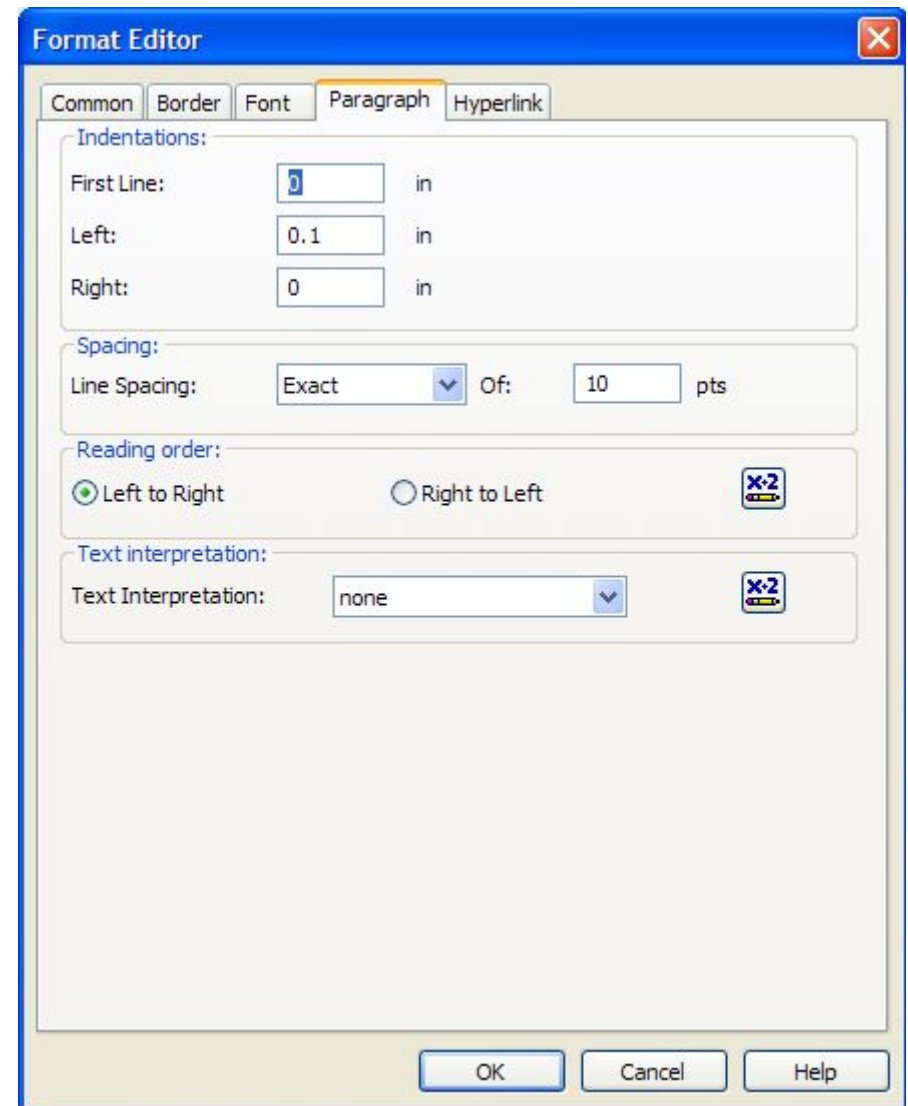 Format Editor
Common Border Font Paragraph Hyperlink
Indentations:
First Line: 0 in
Left: 0.1 in
Right: 0 in
Spacing:
Line Spacing: Exact Of: 10 pts
Reading order:
Left to Right Right to Left X+2
Text interpretation:
Text Interpretation: none X+2
OK Cancel Help